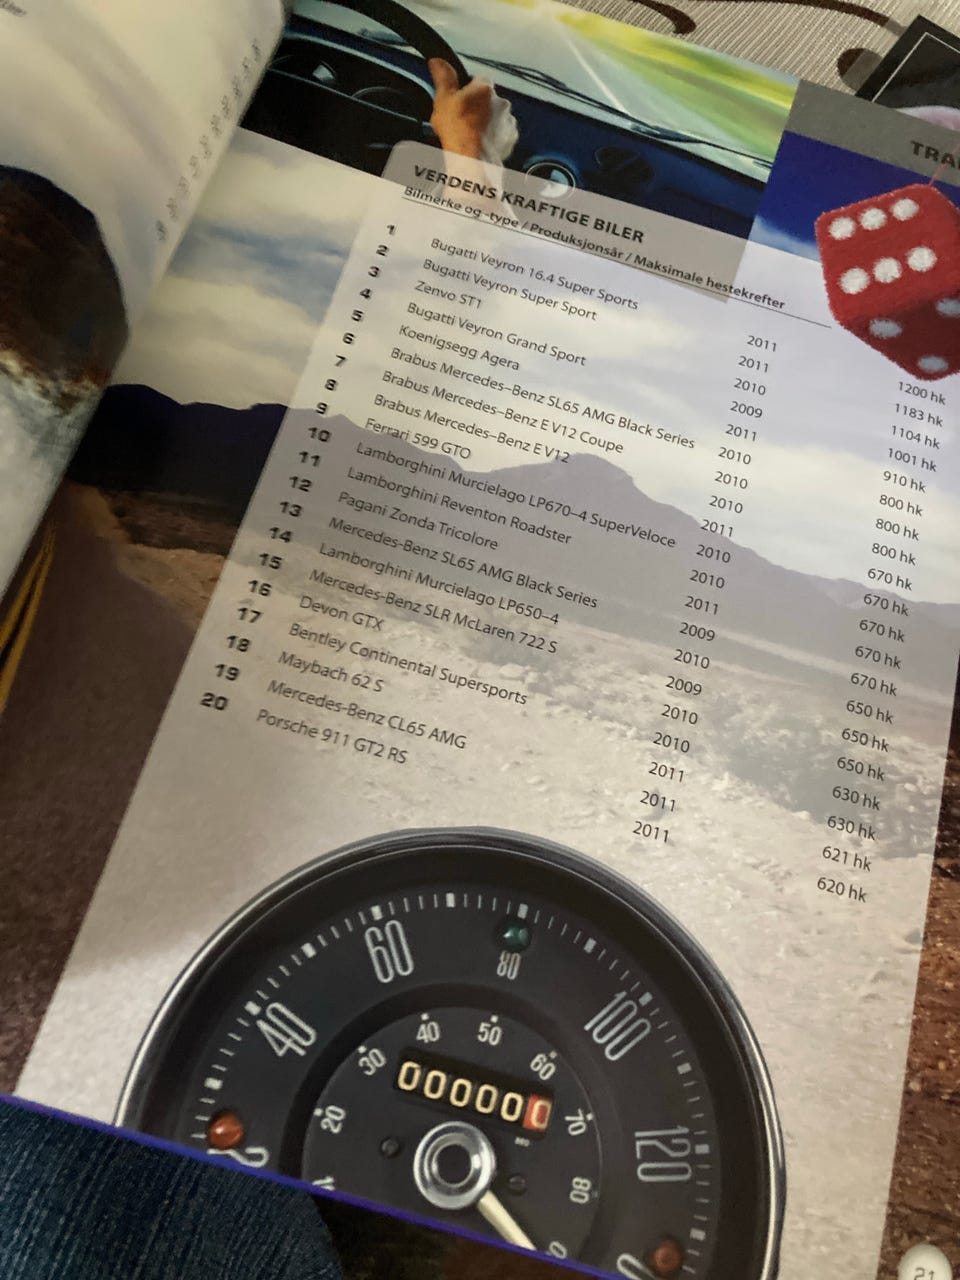 TRA
VERDENS KRAFTIGE BILER
Bilmerke og -type / Produksjonsår / Maksimale hestekrefter
1 Bugatti Veyron 16.4 Super Sports 2011 1200 hk
2 Bugatti Veyron Super Sport 2011 1183 hk
3 Zenvo ST1 2010 1104 hk
4 Bugatti Veyron Grand Sport 2009 1001 hk
5 Koenigsegg Agera 2011 910 hk
6 Brabus Mercedes–Benz SL65 AMG Black Series 2010 800 hk
7 Brabus Mercedes–Benz E V12 Coupe 2010 800 hk
8 Brabus Mercedes–Benz E V12 2010 800 hk
9 Ferrari 599 GTO 2011 670 hk
10 Lamborghini Murcielago LP670–4 SuperVeloce 2010 670 hk
11 Lamborghini Reventon Roadster 2010 670 hk
12 Pagani Zonda Tricolore 2011 670 hk
13 Mercedes-Benz SL65 AMG Black Series 2009 670 hk
14 Lamborghini Murcielago LP650–4 2010 650 hk
15 Mercedes–Benz SLR McLaren 722 S 2009 650 hk
16 Devon GTX 2010 650 hk
17 Bentley Continental Supersports 2010 630 hk
18 Maybach 62 S 2011 630 hk
19 Mercedes-Benz CL65 AMG 2011 621 hk
20 Porsche 911 GT2 RS 2011 620 hk
40 60 80 100 120
20 30 40 50 60 70 80
000000
21